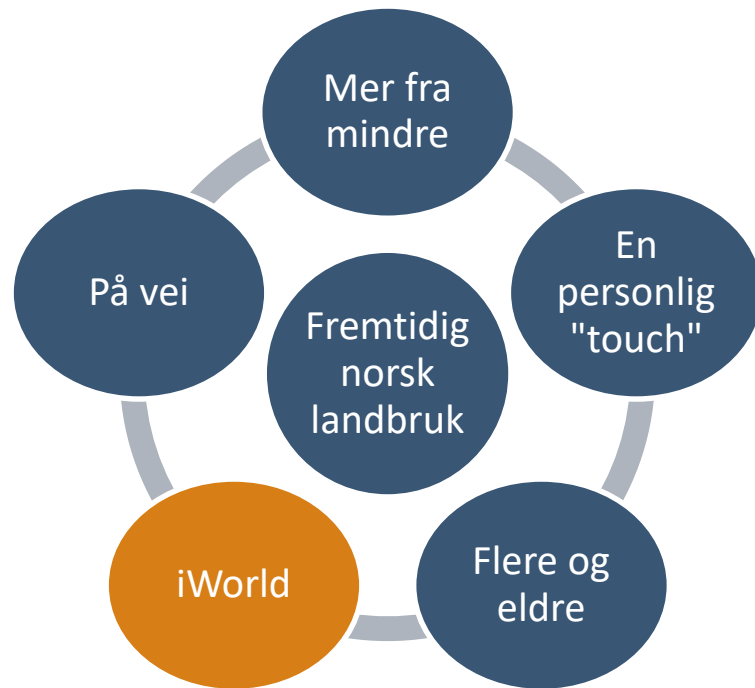 Mer fra
mindre
En
personlig
"touch"
På vei
Fremtidig
norsk
landbruk
iWorld
Flere og
eldre